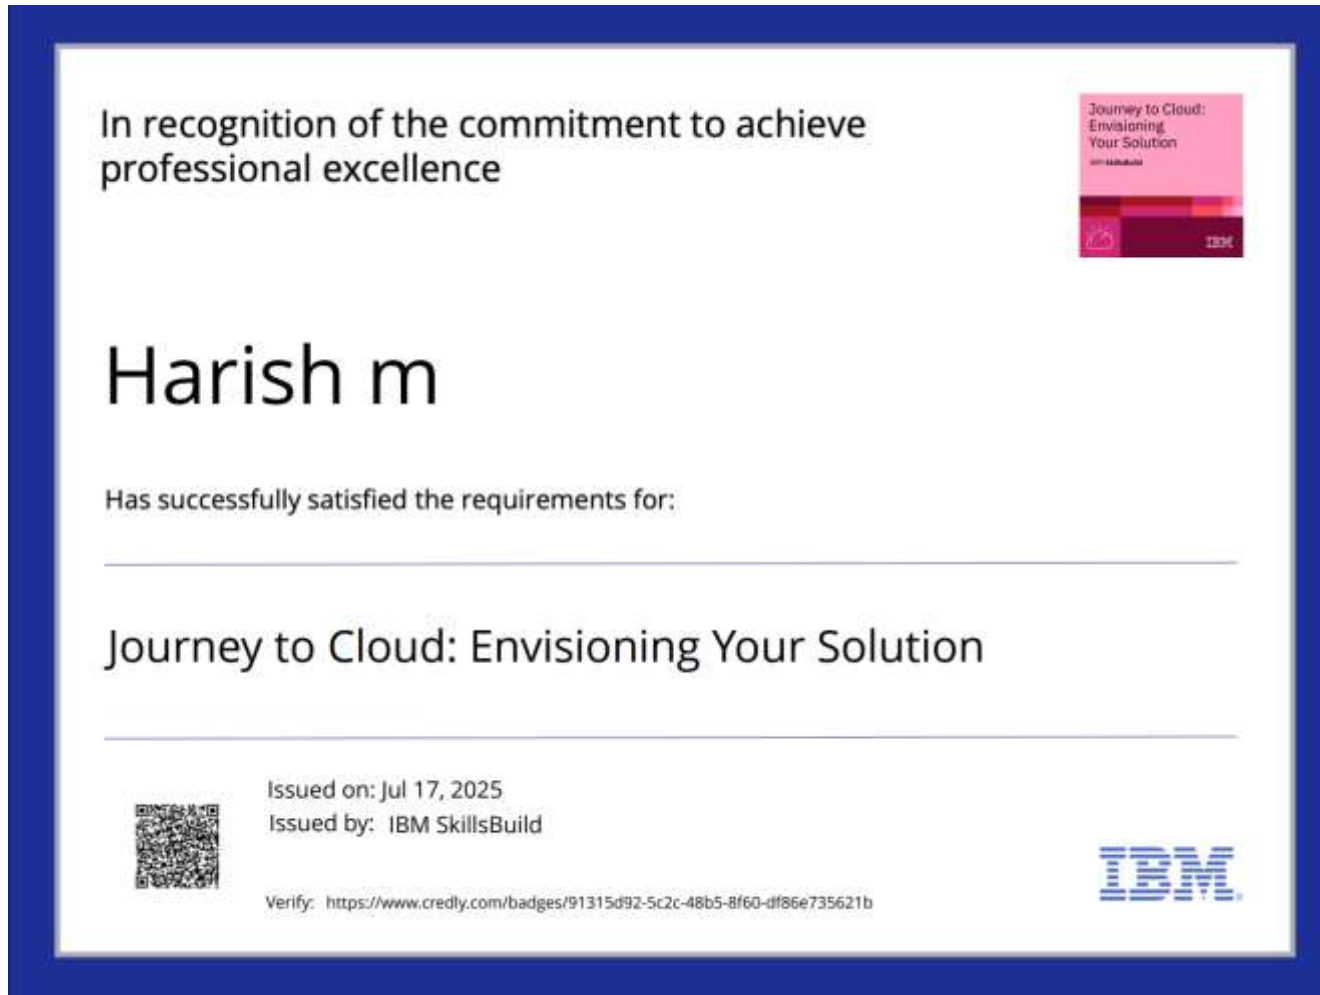 In recognition of the commitment to achieve
professional excellence
Journey to Cloud:
Envisioning
Your Solution
IBM SkillsBuild
IBM
Harish m
Has successfully satisfied the requirements for:
Journey to Cloud: Envisioning Your Solution
Issued on: Jul 17, 2025
Issued by: IBM SkillsBuild
Verify: https://www.credly.com/badges/91315d92-5c2c-48b5-8f60-df86e735621b
IBM